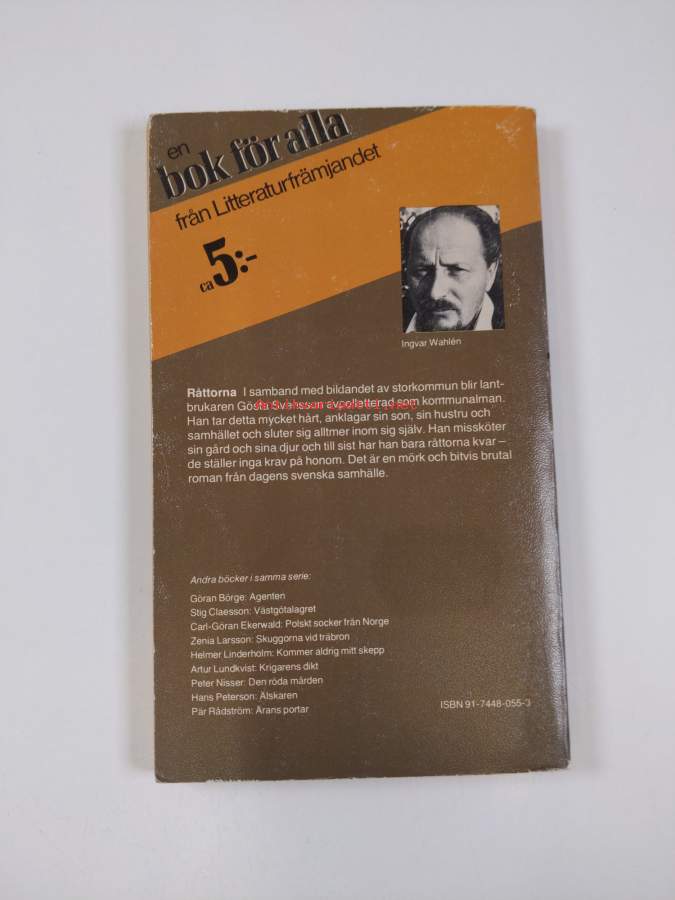 en
bok för alla
från Litteraturfrämjandet
ca 5:-
Ingvar Wahlén
Råttorna I samband med bildandet av storkommun blir lant-
brukaren Gösta Svensson avpolletterad som kommunalman.
Han tar detta mycket hårt, anklagar sin son, sin hustru och
samhället och sluter sig alltmer inom sig själv. Han missköter
sin gård och sina djur och till sist har han bara råttorna kvar –
de ställer inga krav på honom. Det är en mörk och bitvis brutal
roman från dagens svenska samhälle.
Andra böcker i samma serie:
Göran Börge: Agenten
Stig Claesson: Västgötalagret
Carl-Göran Ekerwald: Polskt socker från Norge
Zenia Larsson: Skuggorna vid träbron
Helmer Linderholm: Kommer aldrig mitt skepp
Artur Lundkvist: Krigarens dikt
Peter Nisser: Den röda mården
Hans Peterson: Älskaren
Pär Rådström: Ärans portar
ISBN 91-7448-055-3